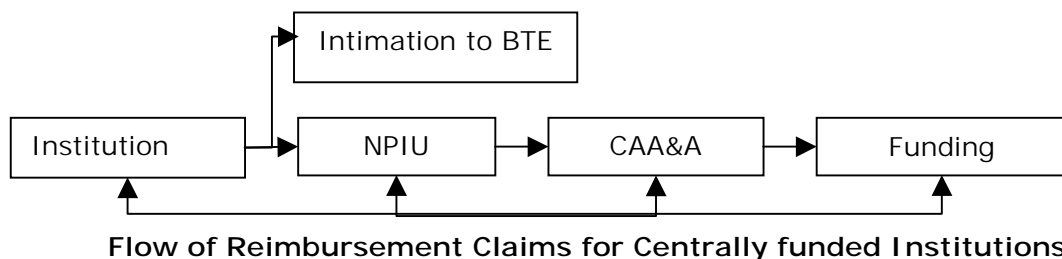 Intimation to BTE
Institution NPIU CAA&A Funding
Flow of Reimbursement Claims for Centrally funded Institutions